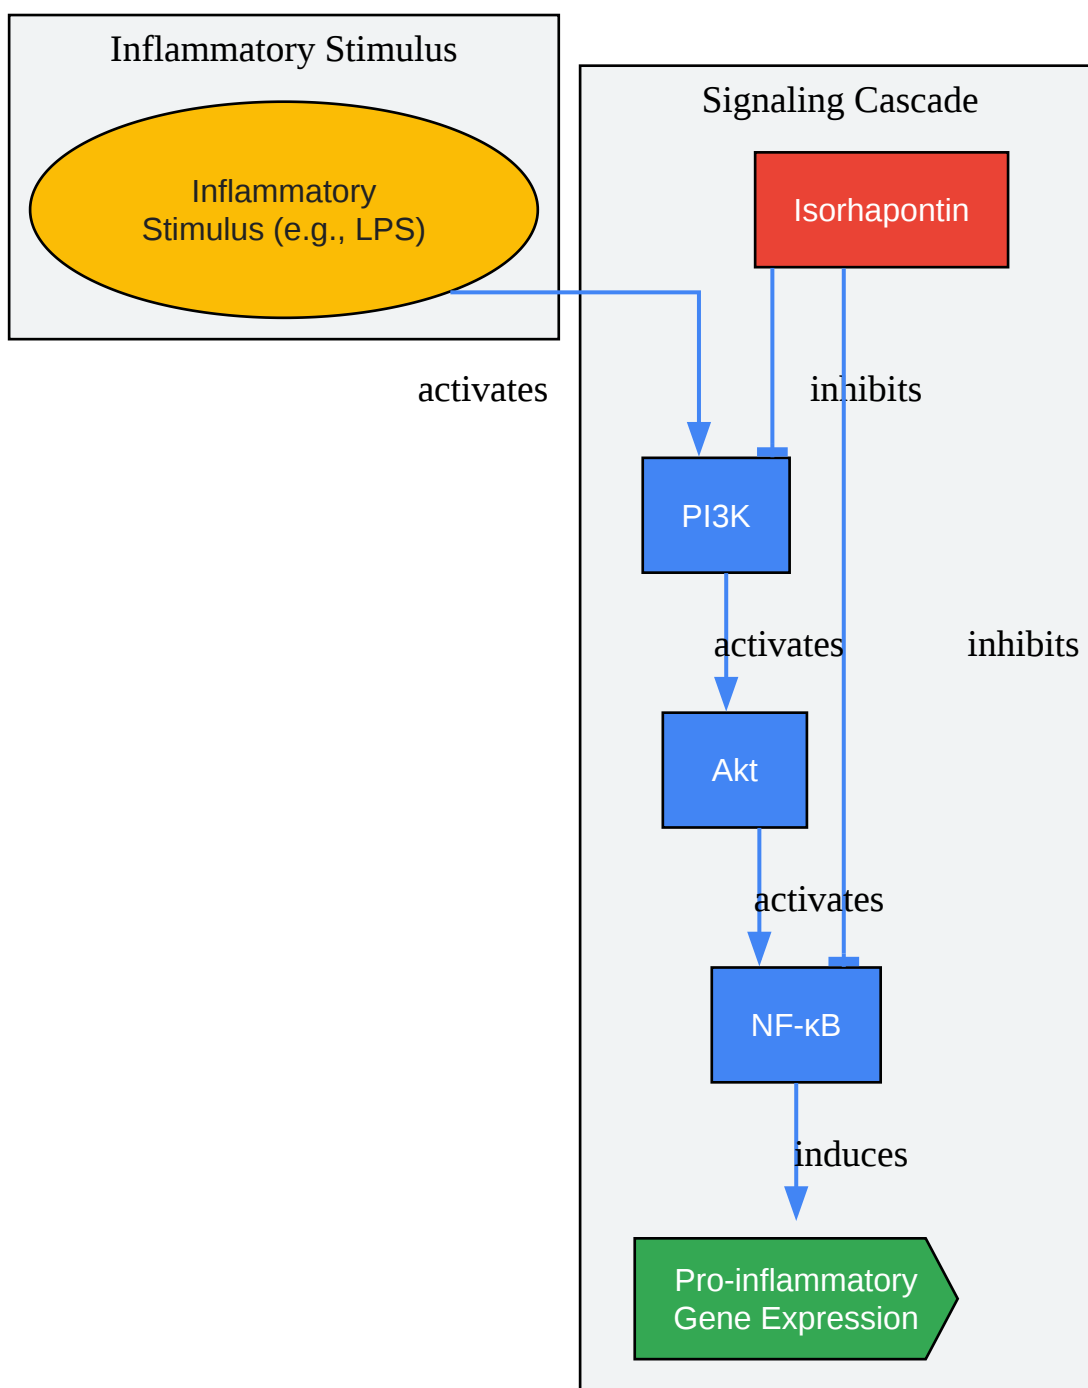 Inflammatory Stimulus
Inflammatory
Stimulus (e.g., LPS)
Signaling Cascade
Isorhapontin
activates
inhibits
PI3K
activates
inhibits
Akt
activates
NF-κB
induces
Pro-inflammatory
Gene Expression